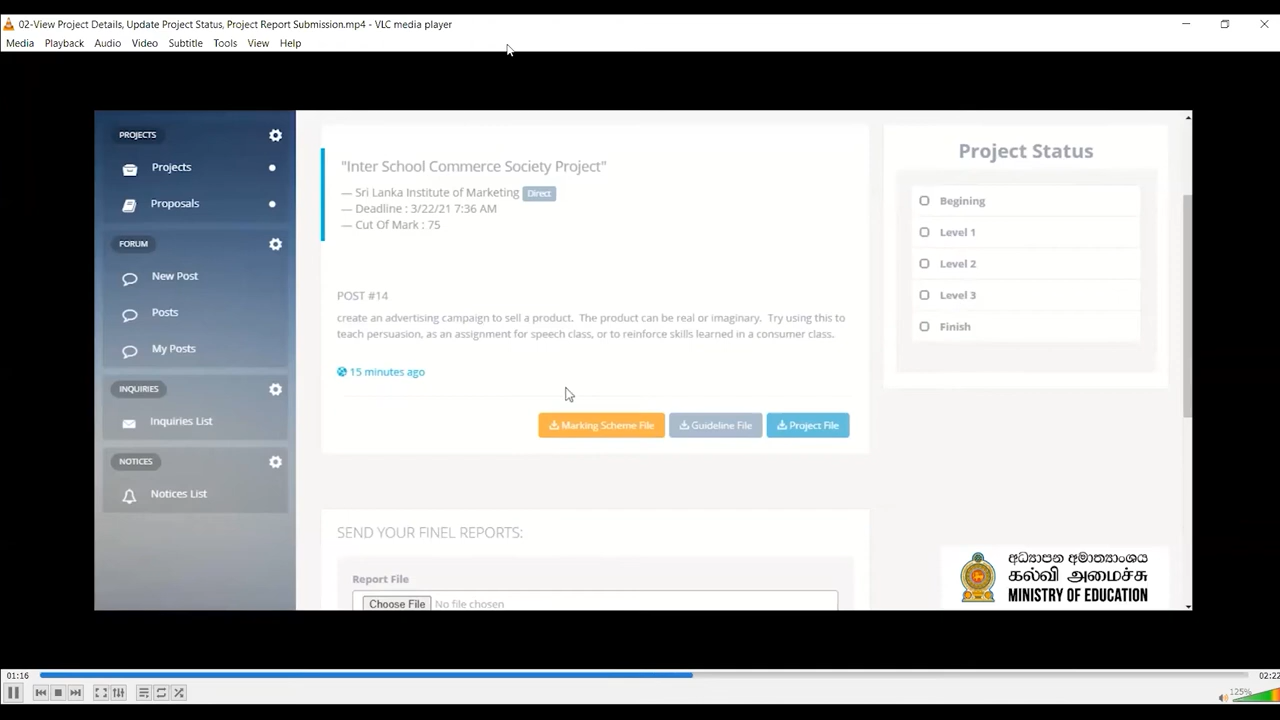 02-View Project Details, Update Project Status, Project Report Submission.mp4 - VLC media player
Media Playback Audio Video Subtitle Tools View Help
PROJECTS
Projects
Proposals
FORUM
New Post
Posts
My Posts
INQUIRIES
Inquiries List
NOTICES
Notices List
"Inter School Commerce Society Project"
— Sri Lanka Institute of Marketing Direct
— Deadline : 3/22/21 7:36 AM
— Cut Of Mark : 75
POST #14
create an advertising campaign to sell a product. The product can be real or imaginary. Try using this to
teach persuasion, as an assignment for speech class, or to reinforce skills learned in a consumer class.
15 minutes ago
Marking Scheme File Guideline File Project File
SEND YOUR FINEL REPORTS:
Report File
Choose File No file chosen
Project Status
Begining
Level 1
Level 2
Level 3
Finish
අධ්‍යාපන අමාත්‍යාංශය
கல்வி அமைச்சு
MINISTRY OF EDUCATION
01:16
02:22
125%